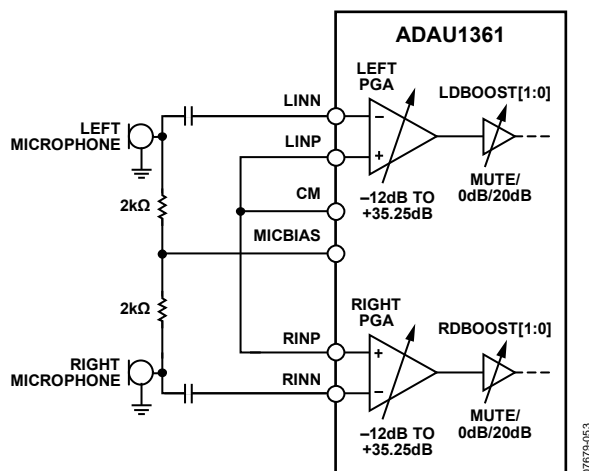 ADAU1361
LEFT
PGA
LDBOOST[1:0]
LINN
LEFT
MICROPHONE
LINP
–
+
CM
–12dB TO
+35.25dB
MUTE/
0dB/20dB
2kΩ
MICBIAS
2kΩ
RIGHT
PGA
RDBOOST[1:0]
RINP
RIGHT
MICROPHONE
RINN
+
–
–12dB TO
+35.25dB
MUTE/
0dB/20dB
07679-053